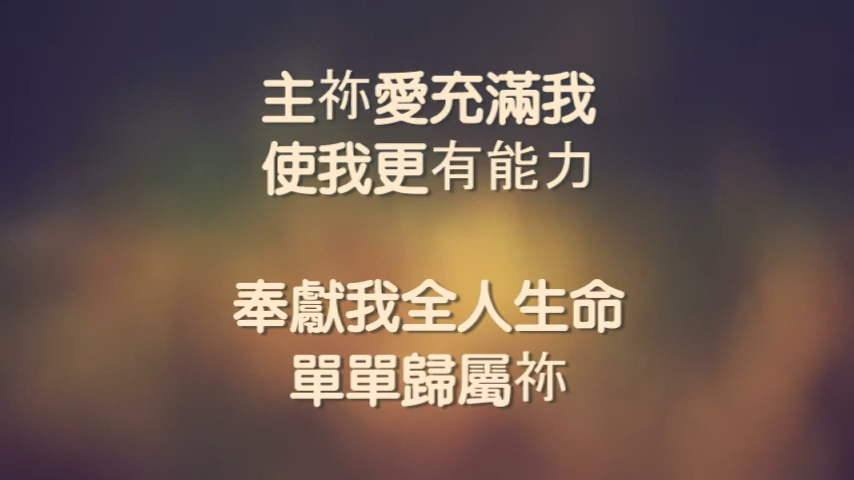 主祢愛充滿我
使我更有能力
奉獻我全人生命
單單歸屬祢